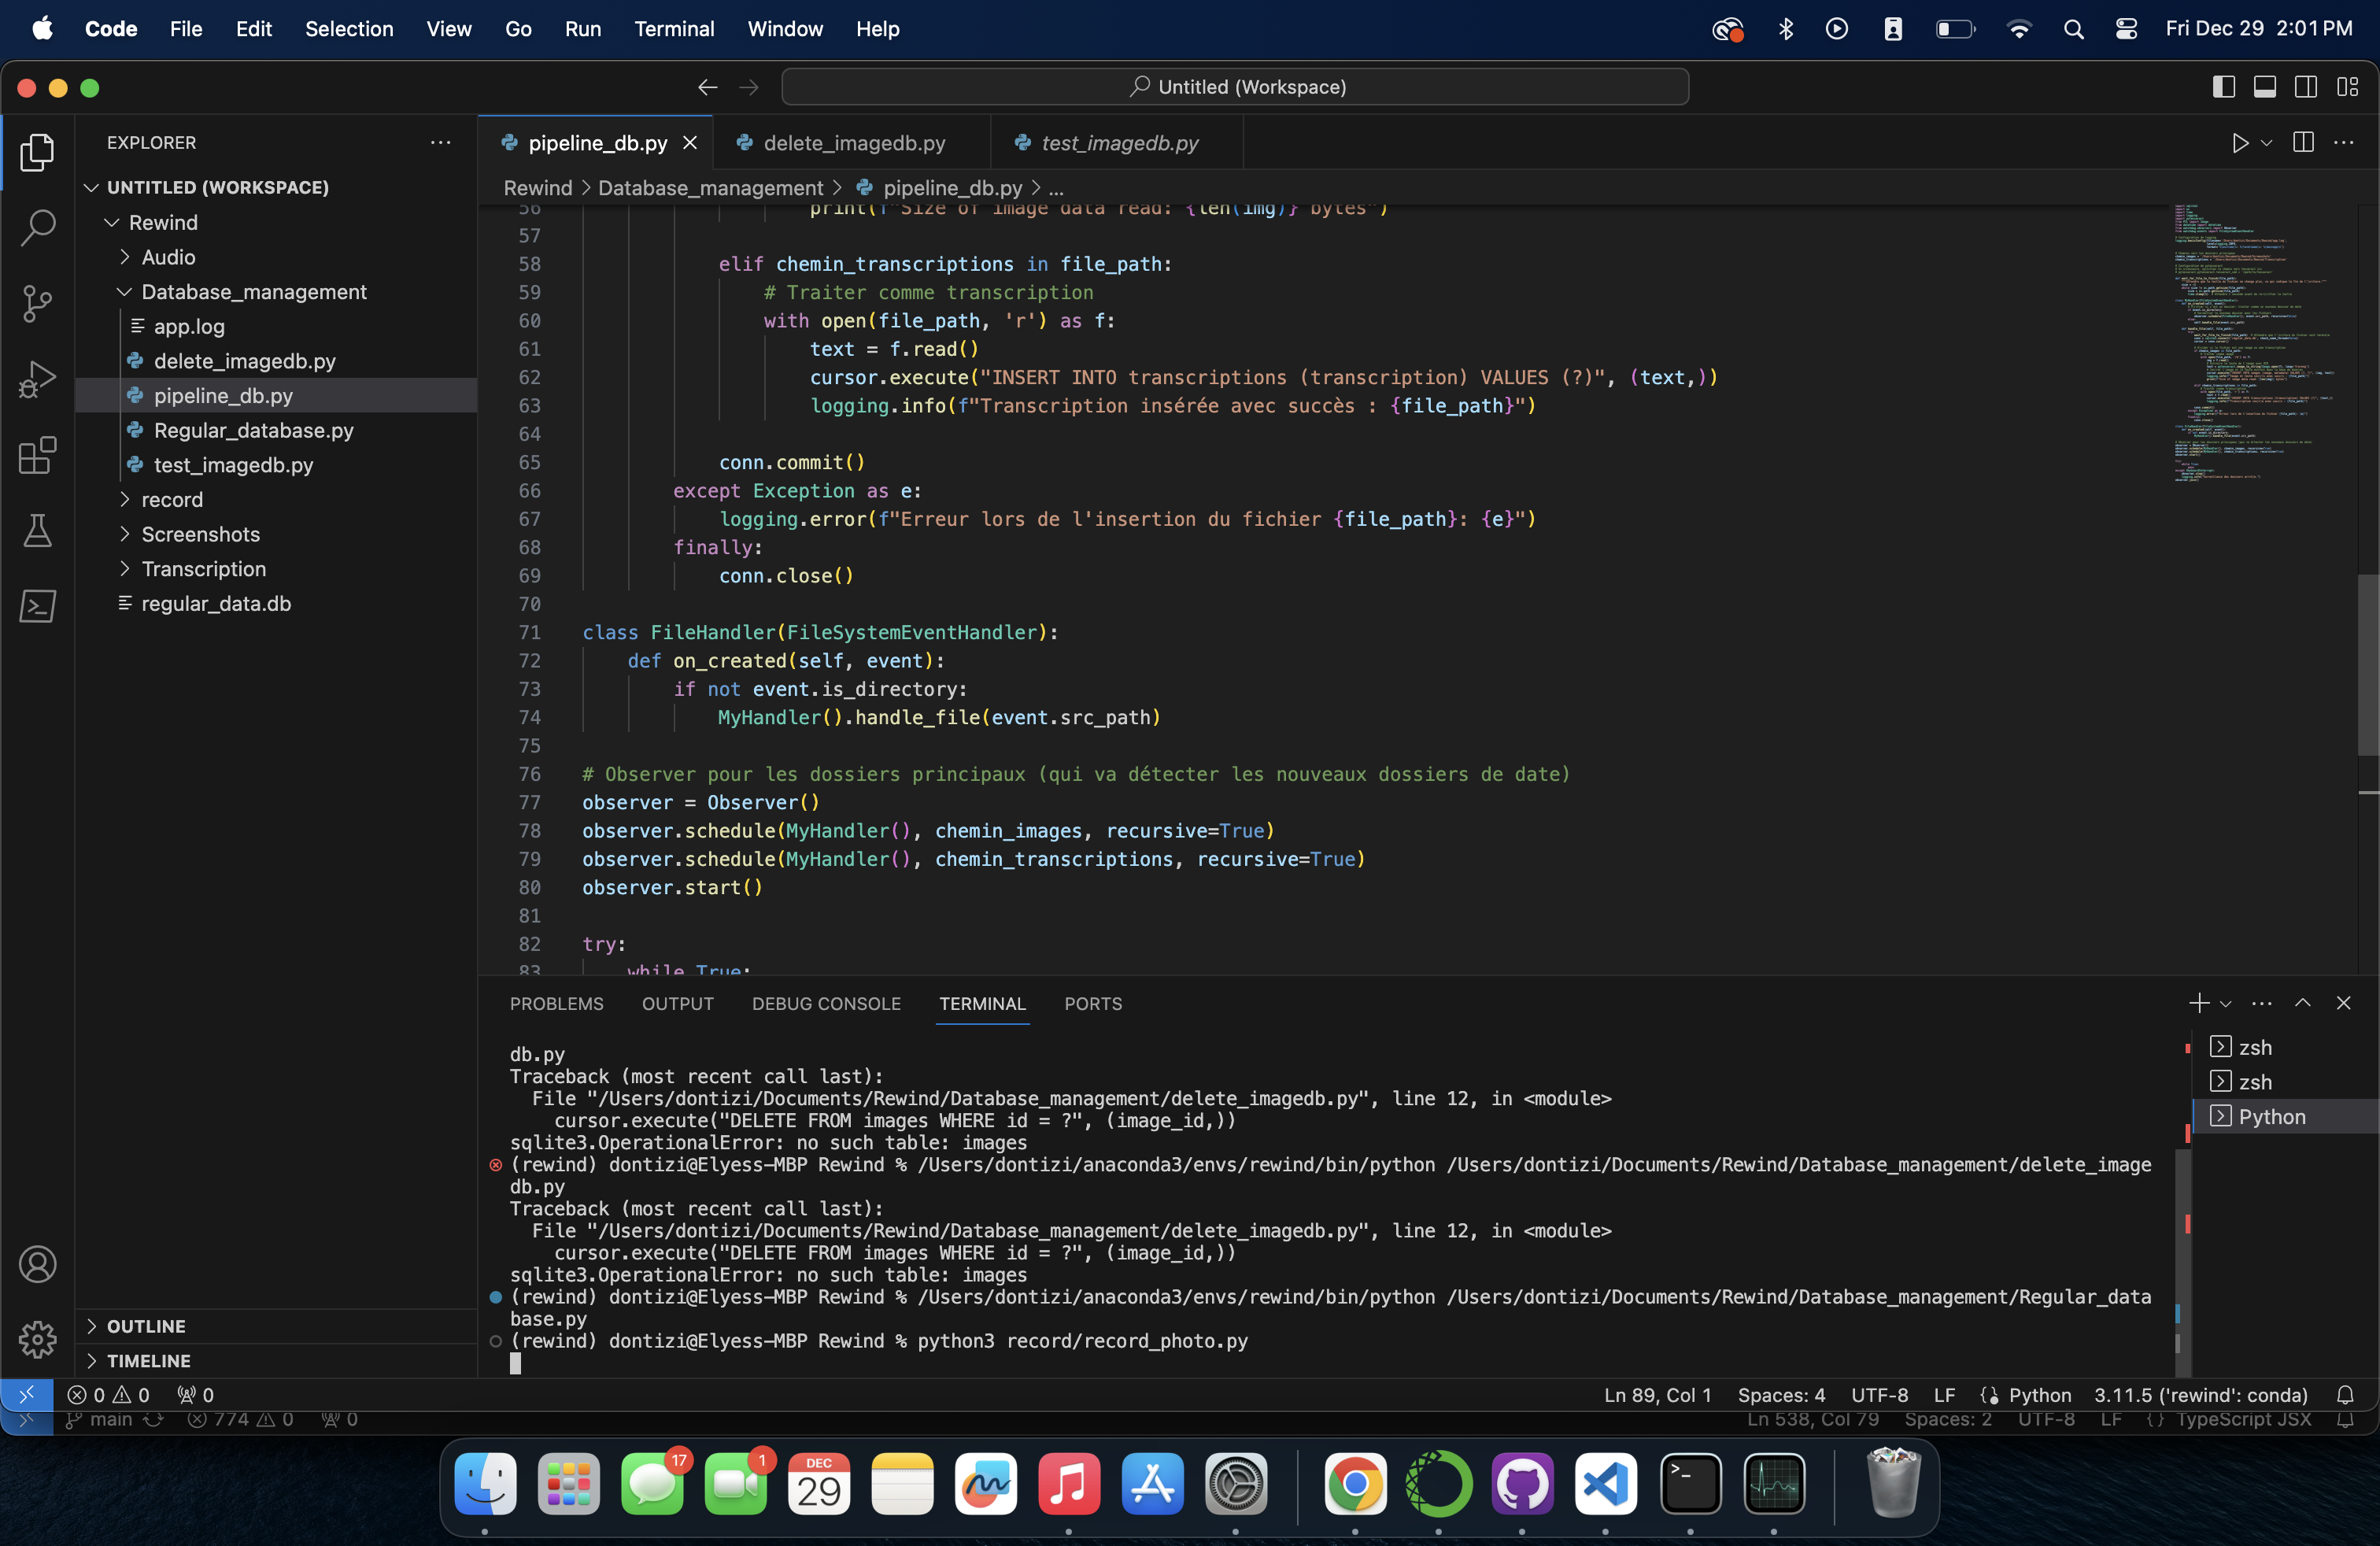 Code File Edit Selection View Go Run Terminal Window Help
Fri Dec 29 2:01 PM
Untitled (Workspace)
EXPLORER
UNTITLED (WORKSPACE)
Rewind
Audio
Database_management
app.log
delete_imagedb.py
pipeline_db.py
Regular_database.py
test_imagedb.py
record
Screenshots
Transcription
regular_data.db
OUTLINE
TIMELINE
pipeline_db.py
delete_imagedb.py
test_imagedb.py
Rewind > Database_management > pipeline_db.py > ...
56 print(f"Size of image data read: {len(img)} bytes")
57
58 elif chemin_transcriptions in file_path:
59 # Traiter comme transcription
60 with open(file_path, 'r') as f:
61 text = f.read()
62 cursor.execute("INSERT INTO transcriptions (transcription) VALUES (?)", (text,))
63 logging.info(f"Transcription insérée avec succès : {file_path}")
64
65 conn.commit()
66 except Exception as e:
67 logging.error(f"Erreur lors de l'insertion du fichier {file_path}: {e}")
68 finally:
69 conn.close()
70
71 class FileHandler(FileSystemEventHandler):
72 def on_created(self, event):
73 if not event.is_directory:
74 MyHandler().handle_file(event.src_path)
75
76 # Observer pour les dossiers principaux (qui va détecter les nouveaux dossiers de date)
77 observer = Observer()
78 observer.schedule(MyHandler(), chemin_images, recursive=True)
79 observer.schedule(MyHandler(), chemin_transcriptions, recursive=True)
80 observer.start()
81
82 try:
83 while True:
PROBLEMS OUTPUT DEBUG CONSOLE TERMINAL PORTS
db.py
Traceback (most recent call last):
File "/Users/dontizi/Documents/Rewind/Database_management/delete_imagedb.py", line 12, in <module>
cursor.execute("DELETE FROM images WHERE id = ?", (image_id,))
sqlite3.OperationalError: no such table: images
(rewind) dontizi@Elyess-MBP Rewind % /Users/dontizi/anaconda3/envs/rewind/bin/python /Users/dontizi/Documents/Rewind/Database_management/delete_image
db.py
Traceback (most recent call last):
File "/Users/dontizi/Documents/Rewind/Database_management/delete_imagedb.py", line 12, in <module>
cursor.execute("DELETE FROM images WHERE id = ?", (image_id,))
sqlite3.OperationalError: no such table: images
(rewind) dontizi@Elyess-MBP Rewind % /Users/dontizi/anaconda3/envs/rewind/bin/python /Users/dontizi/Documents/Rewind/Database_management/Regular_data
base.py
(rewind) dontizi@Elyess-MBP Rewind % python3 record/record_photo.py
zsh
zsh
Python
0 0 0
Ln 89, Col 1 Spaces: 4 UTF-8 LF Python 3.11.5 ('rewind': conda)
main 774 0 0
Ln 538, Col 79 Spaces: 2 UTF-8 LF {} TypeScript JSX
17
1
DEC
29